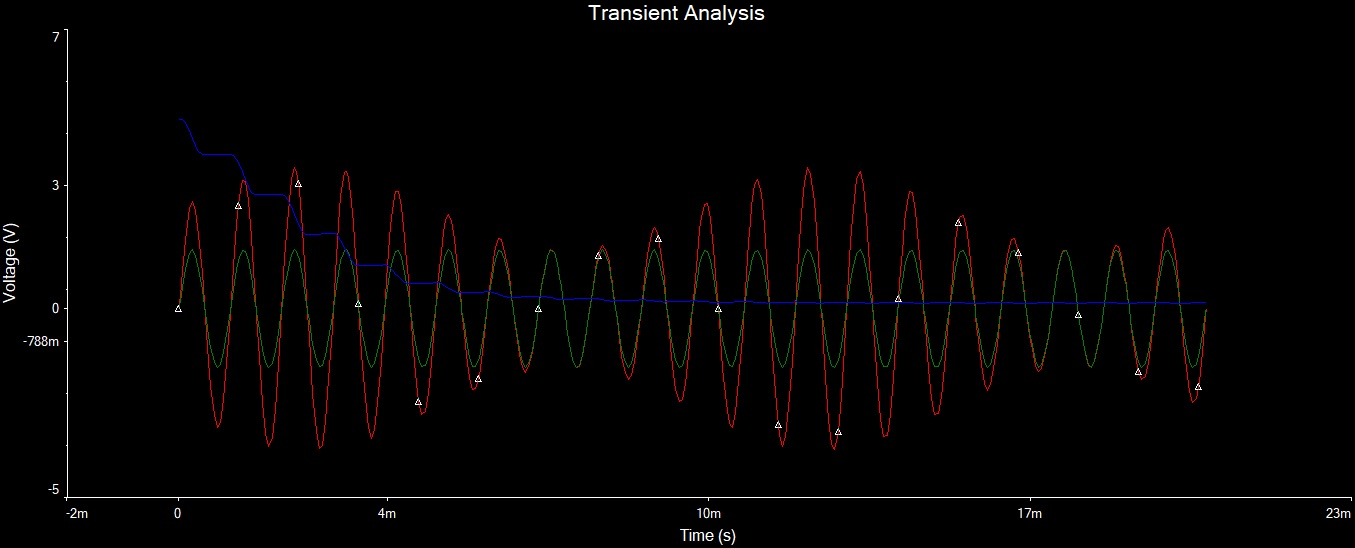 Transient Analysis
7
3
0
-788m
-5
Voltage (V)
-2m 0 4m 10m 17m 23m
Time (s)